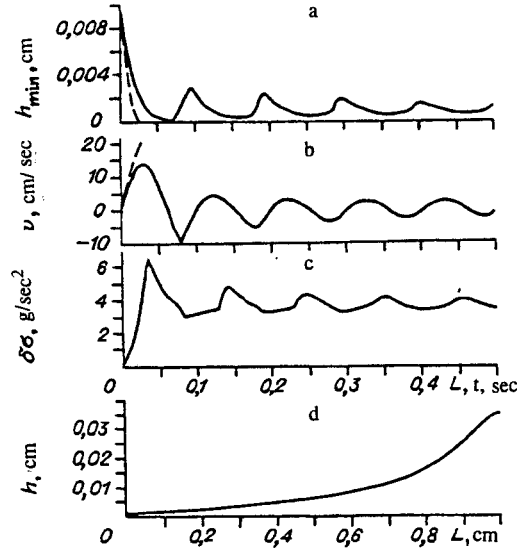 a
0,008
0,004
0
h min, cm
b
20
10
0
-10
v, cm/sec
c
6
4
2
δσ, g/sec²
0 0,1 0,2 0,3 0,4 L, t, sec
d
0,03
0,02
0,01
h, cm
0 0,2 0,4 0,6 0,8 L, cm